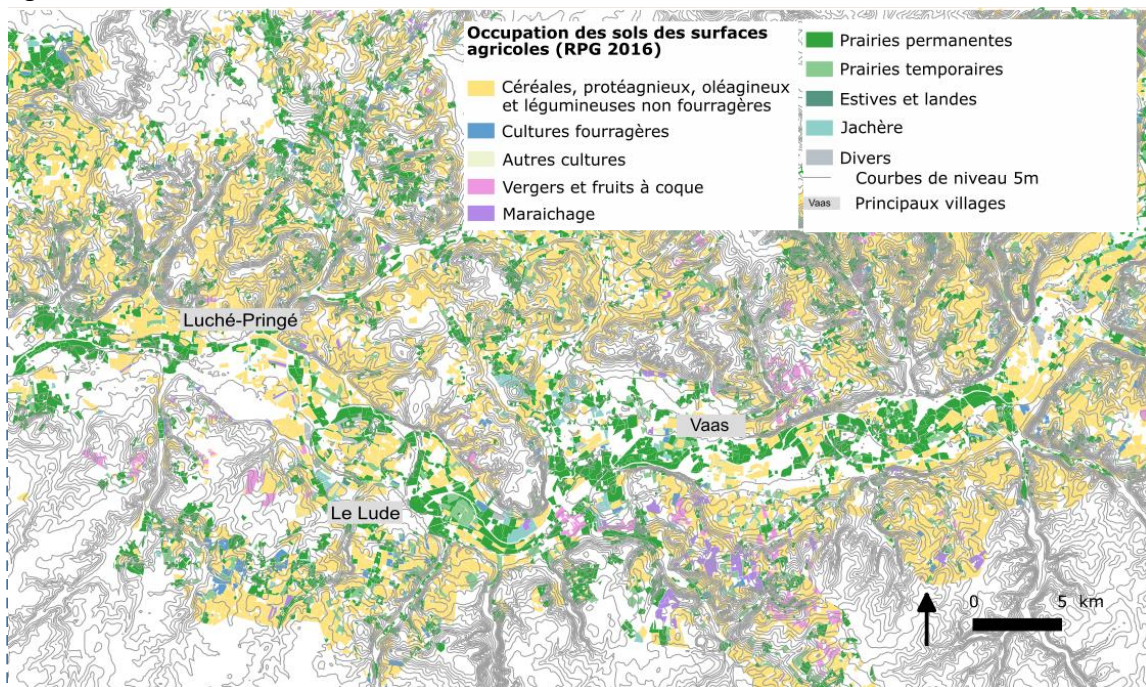 Occupation des sols des surfaces
agricoles (RPG 2016)
Céréales, protéagnieux, oléagineux
et légumineuses non fourragères
Cultures fourragères
Autres cultures
Vergers et fruits à coque
Maraichage
Prairies permanentes
Prairies temporaires
Estives et landes
Jachère
Divers
Courbes de niveau 5m
Vaas Principaux villages
Luché-Pringé
Vaas
Le Lude
0 5 km